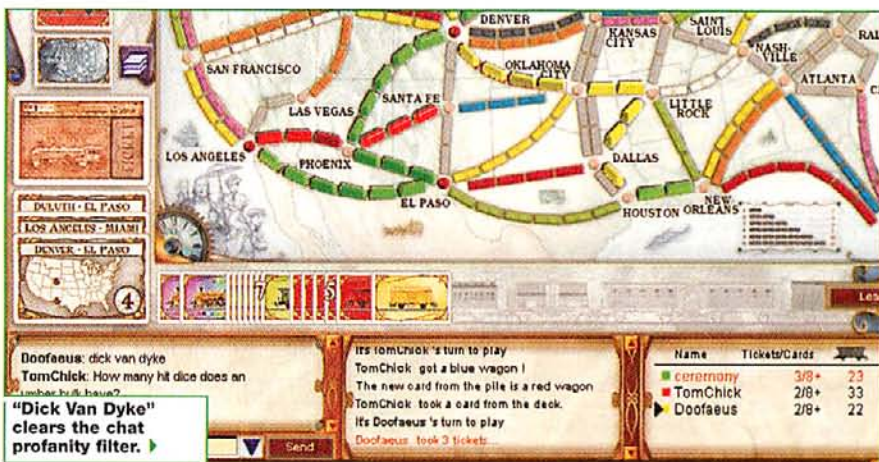 DENVER
KANSAS
CITY
SAINT
LOUIS
NASH-
VILLE
SAN FRANCISCO
OKLAHOMA
CITY
ATLANTA
LAS VEGAS
SANTA FE
LITTLE
ROCK
LOS ANGELES
PHOENIX
DALLAS
EL PASO
HOUSTON
NEW
ORLEANS
DULUTH - EL PASO
LOS ANGELES - MIAMI
DENVER - EL PASO
4
7
5
Doofaeus: dick van dyke
TomChick: How many hit dice does an
umber hulk have?
Send
"Dick Van Dyke"
clears the chat
profanity filter.
It's TomChick 's turn to play
TomChick got a blue wagon !
The new card from the pile is a red wagon
TomChick took a card from the deck.
It's Doofaeus 's turn to play
Doofaeus took 3 tickets...
Name Tickets/Cards
ceremony 3/8+ 23
TomChick 2/8+ 33
Doofaeus 2/8+ 22